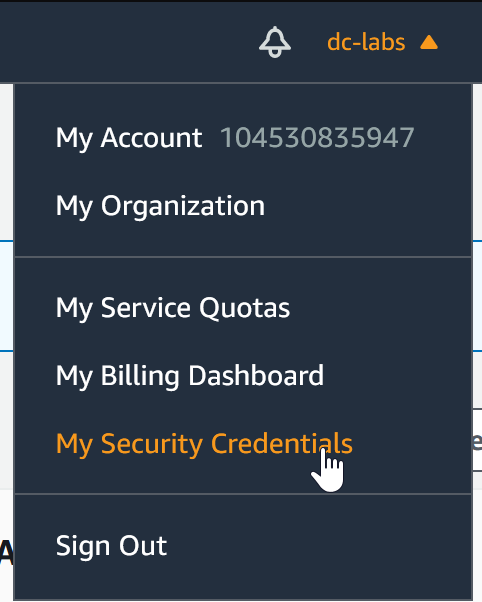 dc-labs
My Account 104530835947
My Organization
My Service Quotas
My Billing Dashboard
My Security Credentials
e
Sign Out
A